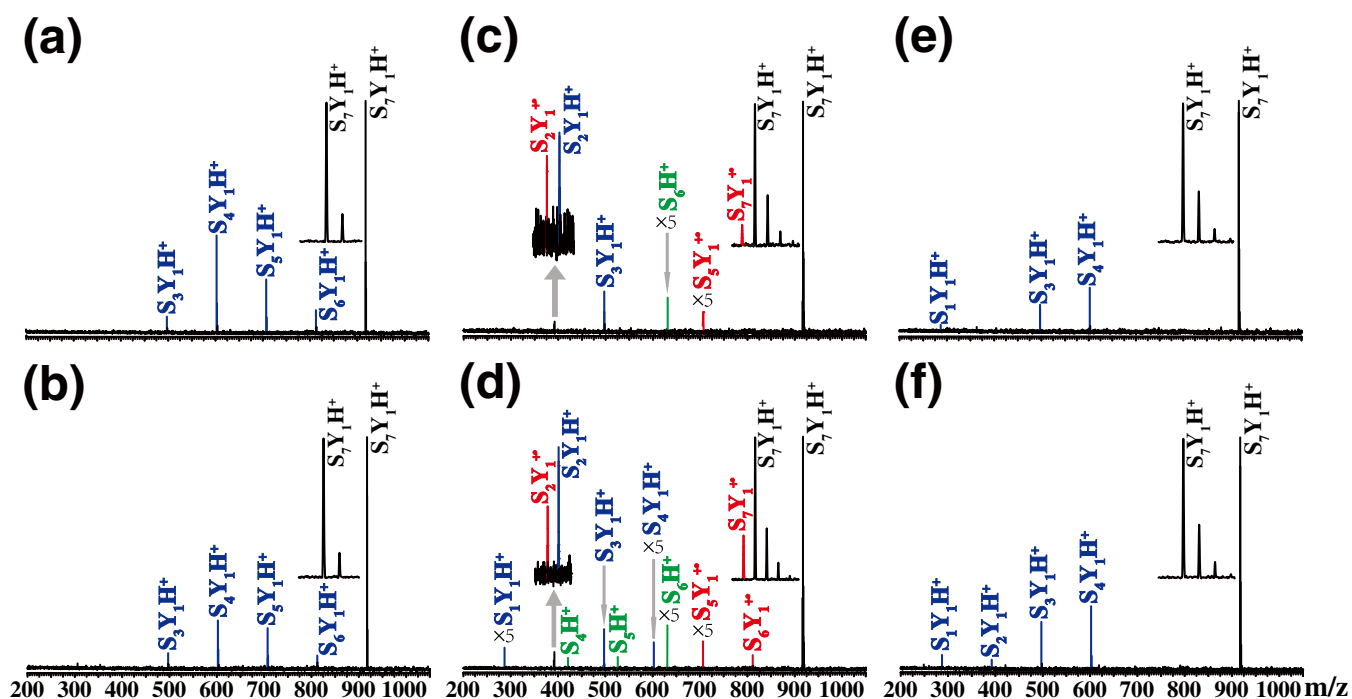 (a)
S₃Y₁H⁺
S₄Y₁H⁺
S₅Y₁H⁺
S₆Y₁H⁺
S₇Y₁H⁺
S₇Y₁H⁺
(c)
S₂Y₁⁺•
S₂Y₁H⁺
S₃Y₁H⁺
S₆H⁺
×5
S₅Y₁⁺•
×5
S₇Y₁⁺•
S₇Y₁H⁺
S₇Y₁H⁺
(e)
S₁Y₁H⁺
S₃Y₁H⁺
S₄Y₁H⁺
S₇Y₁H⁺
S₇Y₁H⁺
(b)
S₃Y₁H⁺
S₄Y₁H⁺
S₅Y₁H⁺
S₆Y₁H⁺
S₇Y₁H⁺
S₇Y₁H⁺
200 300 400 500 600 700 800 900 1000
(d)
S₁Y₁H⁺
×5
S₂Y₁⁺•
S₂Y₁H⁺
S₄H⁺
S₃Y₁H⁺
S₅H⁺
S₄Y₁H⁺
×5
S₆H⁺
×5
S₅Y₁⁺•
×5
S₇Y₁⁺•
S₆Y₁⁺•
S₇Y₁H⁺
S₇Y₁H⁺
200 300 400 500 600 700 800 900 1000
(f)
S₁Y₁H⁺
S₂Y₁H⁺
S₃Y₁H⁺
S₄Y₁H⁺
S₇Y₁H⁺
S₇Y₁H⁺
200 300 400 500 600 700 800 900 1000 m/z